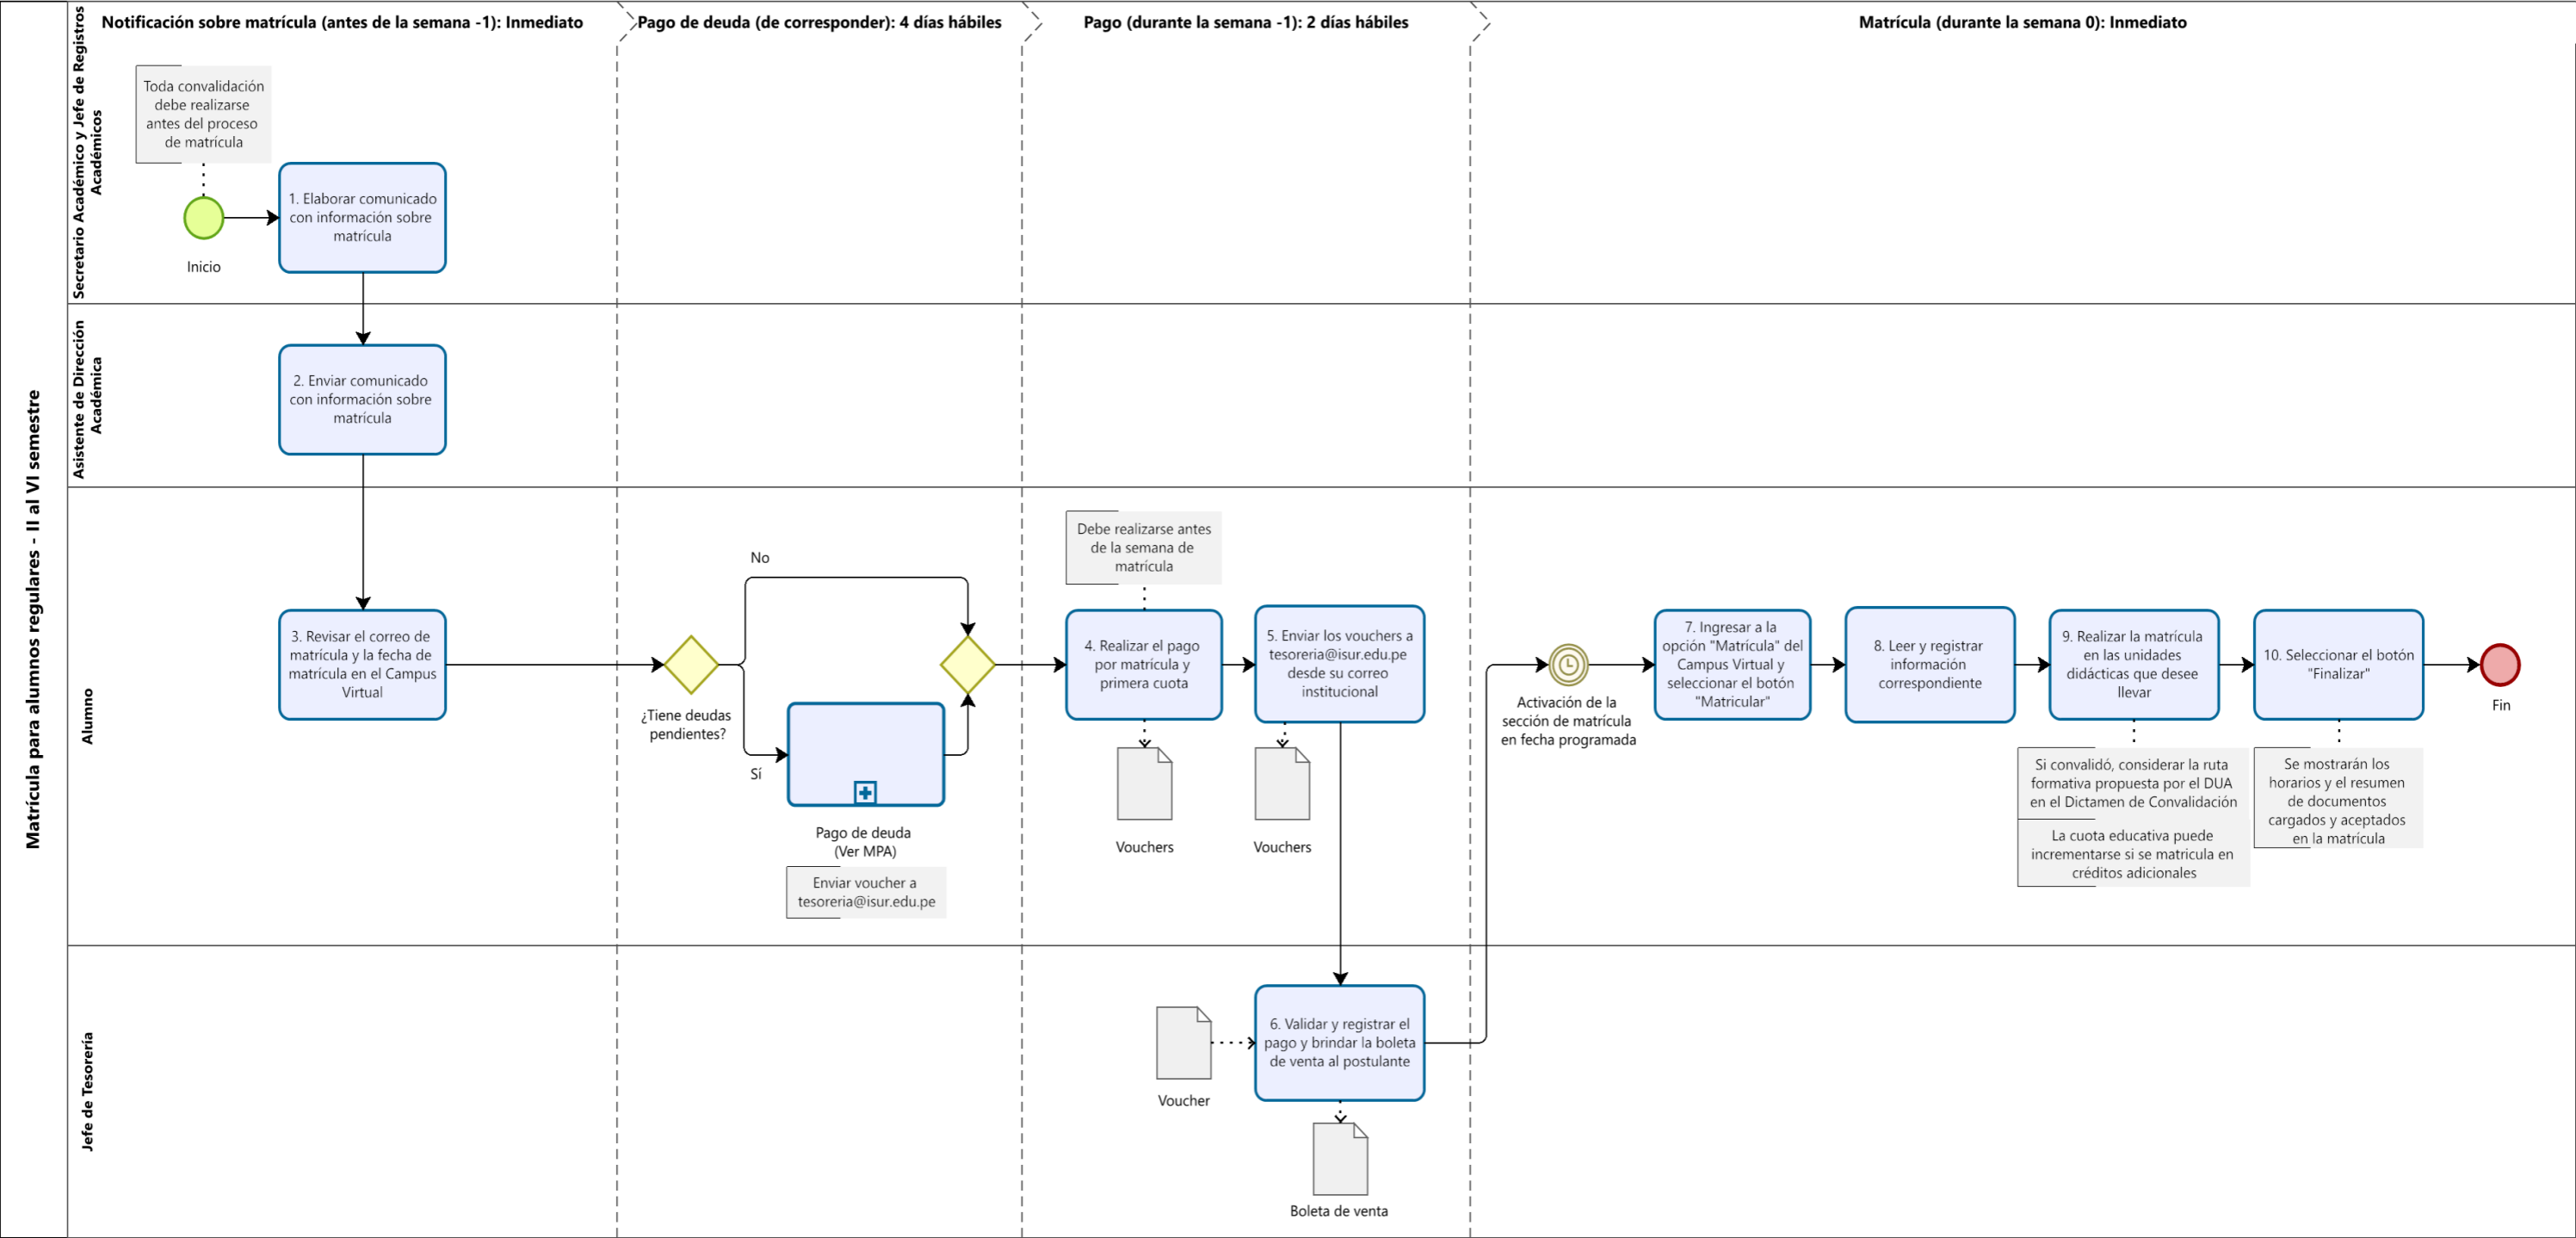 Matrícula para alumnos regulares - II al VI semestre
Notificación sobre matrícula (antes de la semana -1): Inmediato
Pago de deuda (de corresponder): 4 días hábiles
Pago (durante la semana -1): 2 días hábiles
Matrícula (durante la semana 0): Inmediato
Secretario Académico y Jefe de Registros
Académicos
Toda convalidación
debe realizarse
antes del proceso
de matrícula
Inicio
1. Elaborar comunicado
con información sobre
matrícula
Asistente de Dirección
Académica
2. Enviar comunicado
con información sobre
matrícula
Alumno
3. Revisar el correo de
matrícula y la fecha de
matrícula en el Campus
Virtual
¿Tiene deudas
pendientes?
No
Sí
Pago de deuda
(Ver MPA)
Enviar voucher a
tesoreria@isur.edu.pe
Debe realizarse antes
de la semana de
matrícula
4. Realizar el pago
por matrícula y
primera cuota
Vouchers
5. Enviar los vouchers a
tesoreria@isur.edu.pe
desde su correo
institucional
Vouchers
Activación de la
sección de matrícula
en fecha programada
7. Ingresar a la
opción "Matrícula" del
Campus Virtual y
seleccionar el botón
"Matricular"
8. Leer y registrar
información
correspondiente
9. Realizar la matrícula
en las unidades
didácticas que desee
llevar
Si convalidó, considerar la ruta
formativa propuesta por el DUA
en el Dictamen de Convalidación
La cuota educativa puede
incrementarse si se matricula en
créditos adicionales
10. Seleccionar el botón
"Finalizar"
Se mostrarán los
horarios y el resumen
de documentos
cargados y aceptados
en la matrícula
Fin
Jefe de Tesorería
Voucher
6. Validar y registrar el
pago y brindar la boleta
de venta al postulante
Boleta de venta